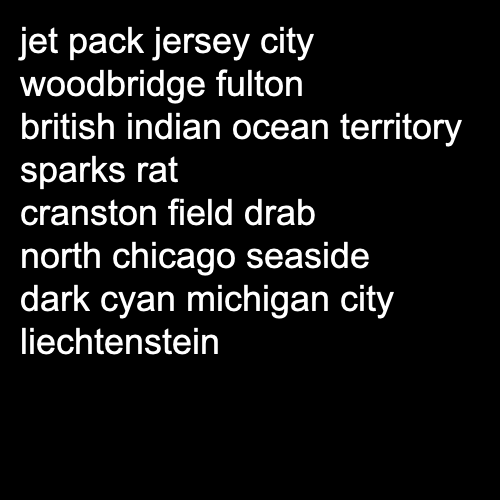 jet pack jersey city
woodbridge fulton
british indian ocean territory
sparks rat
cranston field drab
north chicago seaside
dark cyan michigan city
liechtenstein